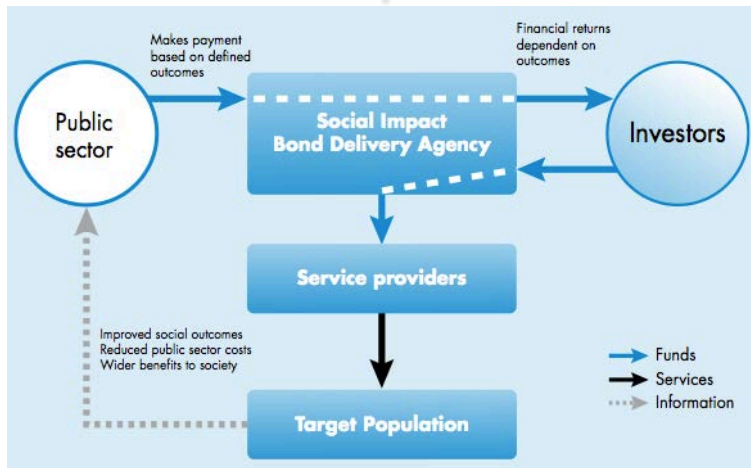 Makes payment
based on defined
outcomes
Financial returns
dependent on
outcomes
Public
sector
Social Impact
Bond Delivery Agency
Investors
Service providers
Improved social outcomes
Reduced public sector costs
Wider benefits to society
Target Population
Funds
Services
Information